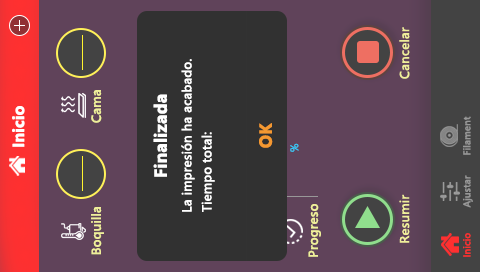 Inicio
Boquilla
Cama
Finalizada
La impresión ha acabado.
Tiempo total:
OK
%
Progreso
Resumir
Cancelar
Inicio
Ajustar
Filament